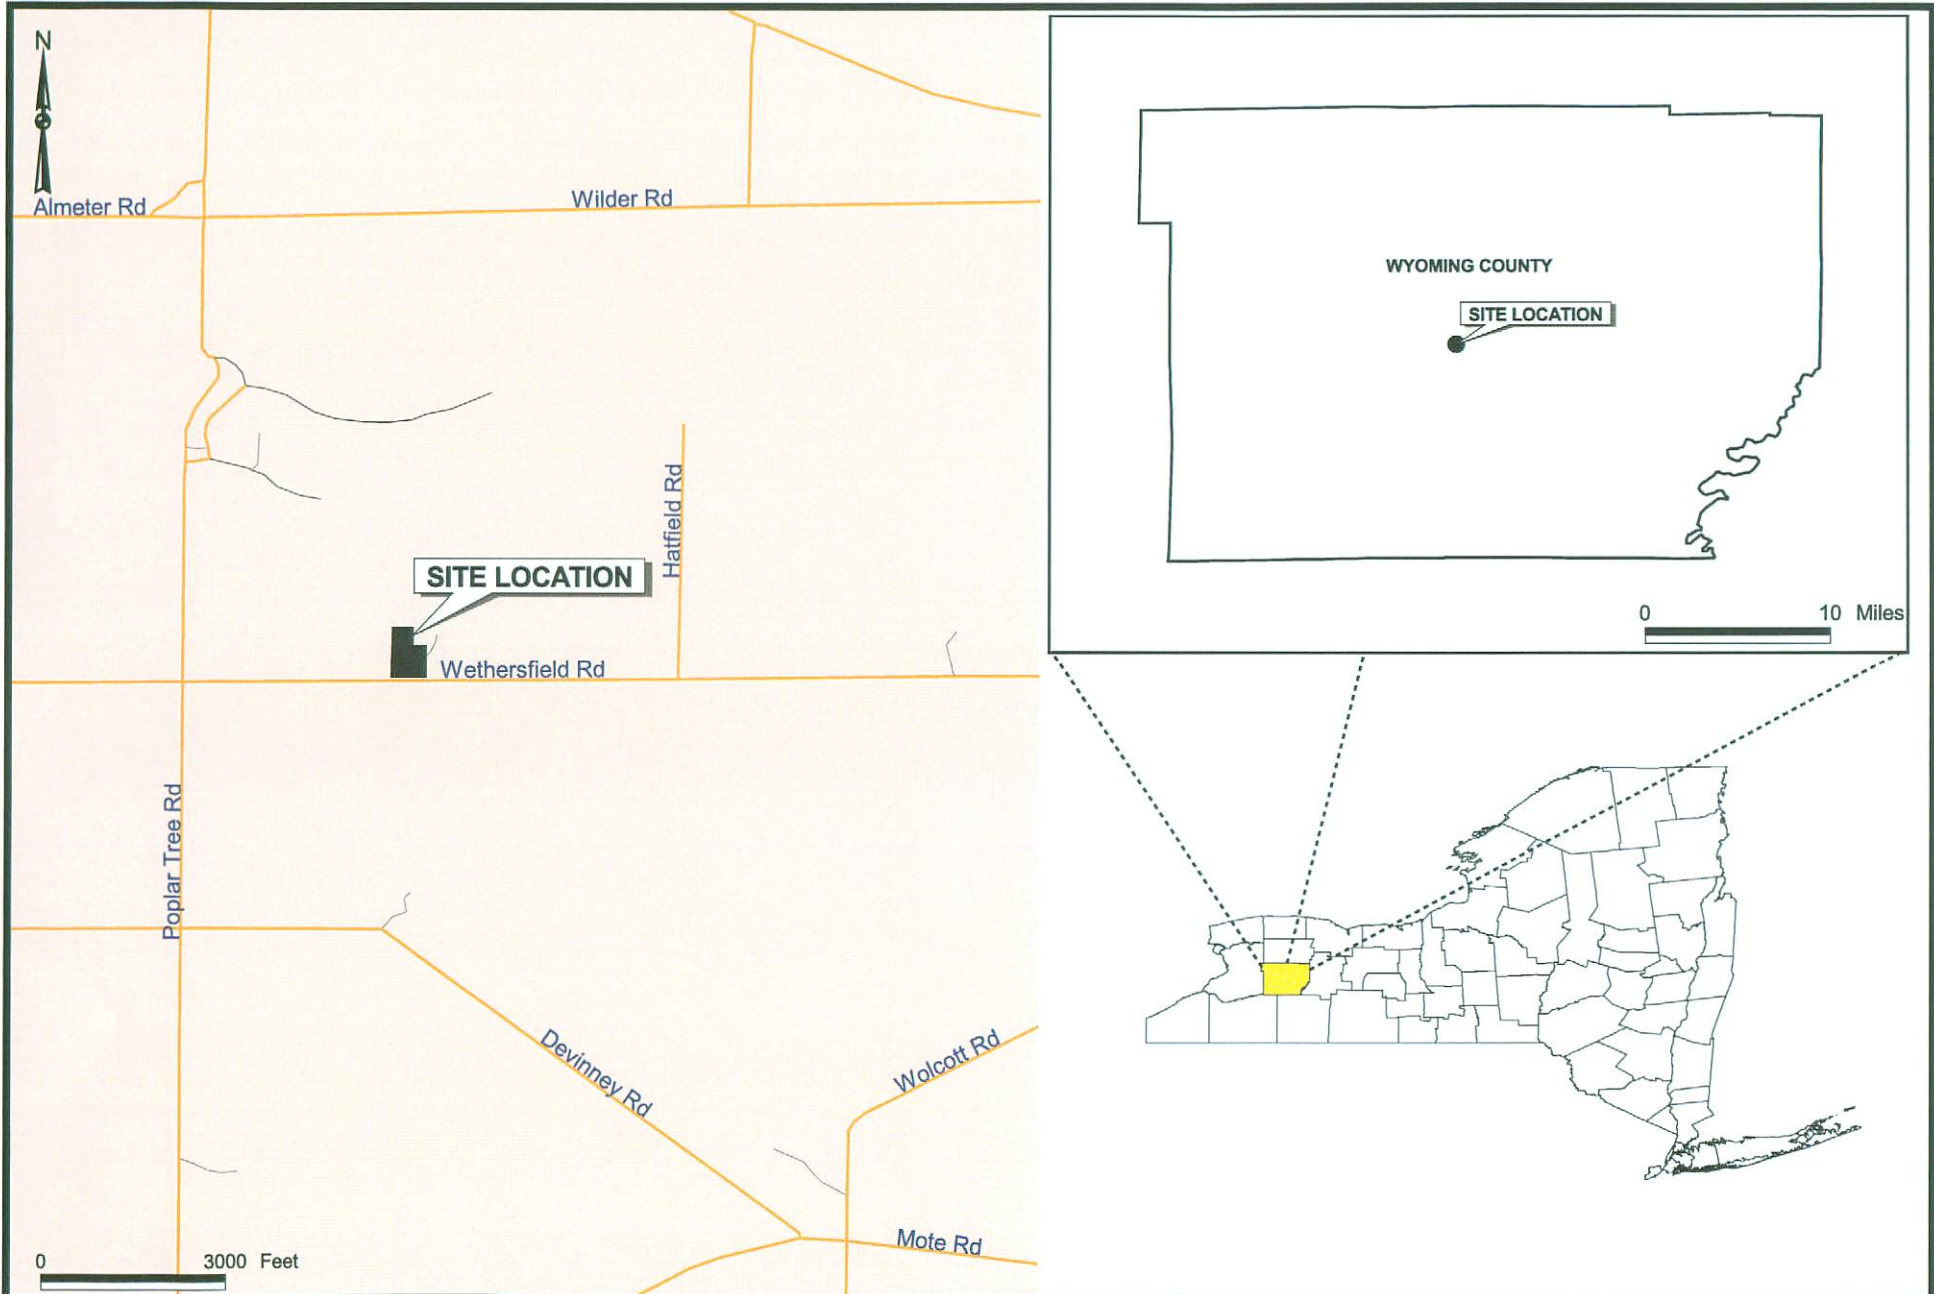 N
Almeter Rd
Wilder Rd
Hatfield Rd
SITE LOCATION
Wethersfield Rd
Poplar Tree Rd
Devinney Rd
Wolcott Rd
Mote Rd
0 3000 Feet
WYOMING COUNTY
SITE LOCATION
0 10 Miles